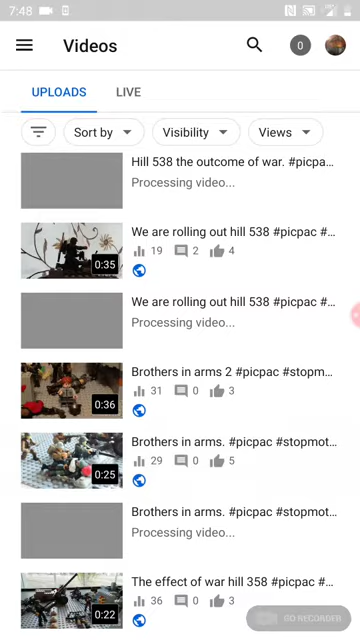 7:48
Videos
0
UPLOADS LIVE
Sort by Visibility Views
Hill 538 the outcome of war. #picpa...
Processing video...
We are rolling out hill 538 #picpac #...
0:35
19 2 4
We are rolling out hill 538 #picpac #...
Processing video...
Brothers in arms 2 #picpac #stopm...
0:36
31 0 3
Brothers in arms. #picpac #stopmot...
0:25
29 0 5
Brothers in arms. #picpac #stopmot...
Processing video...
The effect of war hill 358 #picpac #...
0:22
36 0 3
GO RECORDER